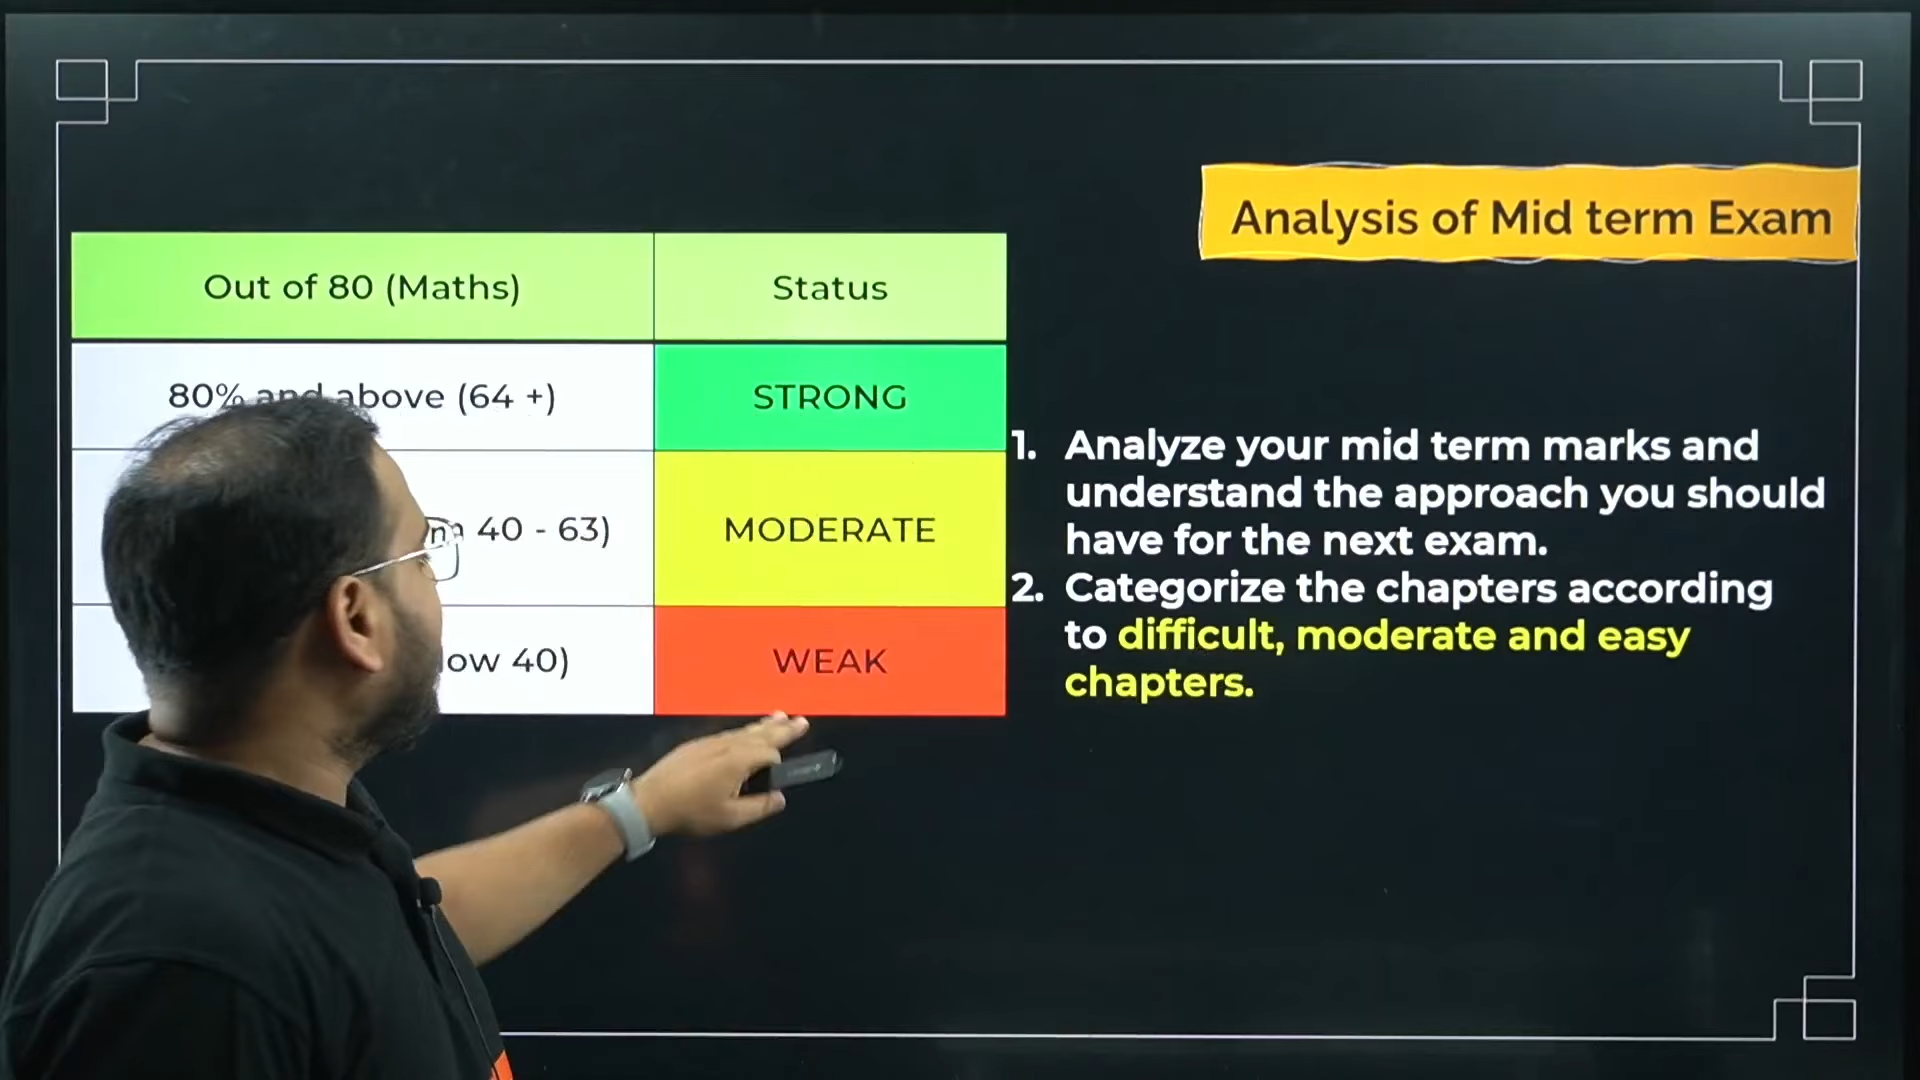 Analysis of Mid term Exam
Out of 80 (Maths)
Status
80% and above (64 +)
STRONG
40 - 63)
MODERATE
40)
WEAK
1. Analyze your mid term marks and
understand the approach you should
have for the next exam.
2. Categorize the chapters according
to difficult, moderate and easy
chapters.